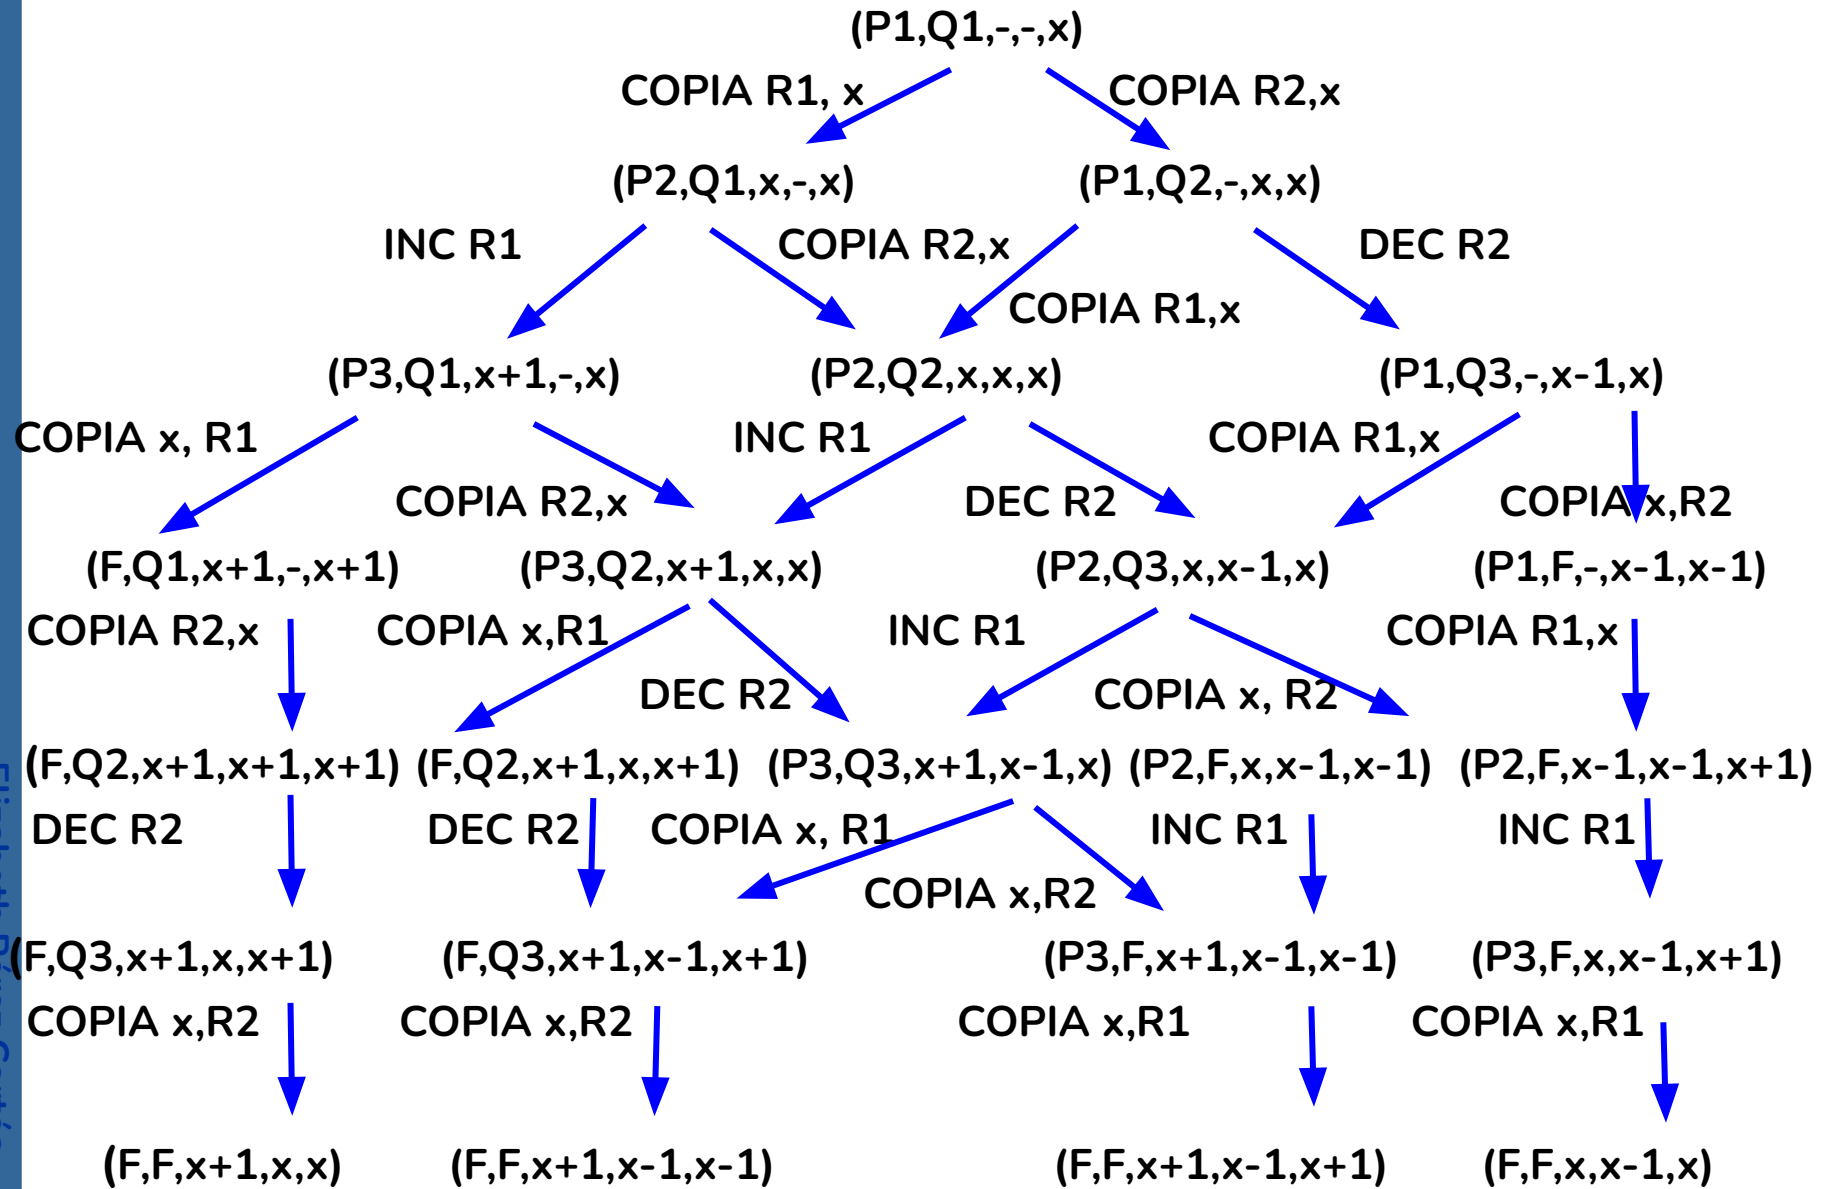 (P1,Q1,-,-,x)
COPIA R1, x COPIA R2,x
(P2,Q1,x,-,x) (P1,Q2,-,x,x)
INC R1 COPIA R2,x DEC R2
COPIA R1,x
(P3,Q1,x+1,-,x) (P2,Q2,x,x,x) (P1,Q3,-,x-1,x)
COPIA x, R1 INC R1 COPIA R1,x
COPIA R2,x DEC R2 COPIA x,R2
(F,Q1,x+1,-,x+1) (P3,Q2,x+1,x,x) (P2,Q3,x,x-1,x) (P1,F,-,x-1,x-1)
COPIA R2,x COPIA x,R1 INC R1 COPIA R1,x
DEC R2 COPIA x, R2
(F,Q2,x+1,x+1,x+1) (F,Q2,x+1,x,x+1) (P3,Q3,x+1,x-1,x) (P2,F,x,x-1,x-1) (P2,F,x-1,x-1,x+1)
DEC R2 DEC R2 COPIA x, R1 INC R1 INC R1
COPIA x,R2
(F,Q3,x+1,x,x+1) (F,Q3,x+1,x-1,x+1) (P3,F,x+1,x-1,x-1) (P3,F,x,x-1,x+1)
COPIA x,R2 COPIA x,R2 COPIA x,R1 COPIA x,R1
(F,F,x+1,x,x) (F,F,x+1,x-1,x-1) (F,F,x+1,x-1,x+1) (F,F,x,x-1,x)